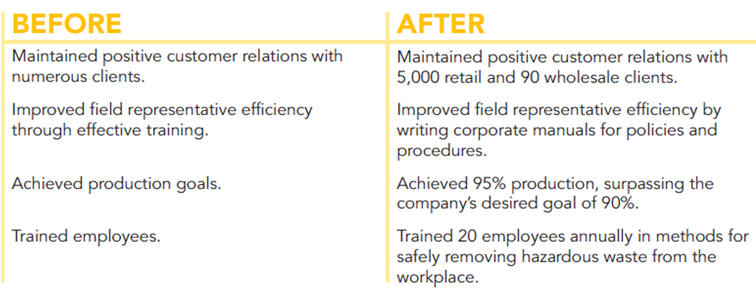 BEFORE
AFTER
Maintained positive customer relations with
numerous clients.
Maintained positive customer relations with
5,000 retail and 90 wholesale clients.
Improved field representative efficiency
through effective training.
Improved field representative efficiency by
writing corporate manuals for policies and
procedures.
Achieved production goals.
Achieved 95% production, surpassing the
company’s desired goal of 90%.
Trained employees.
Trained 20 employees annually in methods for
safely removing hazardous waste from the
workplace.